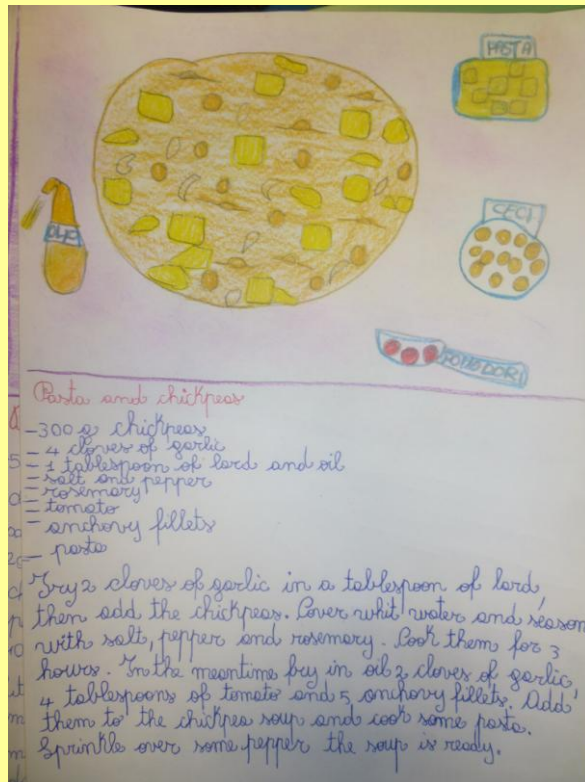 PASTA
OLIO
CECI
POMODORI
Pasta and chickpeas
-300 g chickpeas
- 4 cloves of garlic
- 1 tablespoon of lard and oil
- salt and pepper
- rosemary
- tomato
- anchovy fillets
- pasta
Fry 2 cloves of garlic in a tablespoon of lard,
then add the chickpeas. Cover whit water and season
with salt, pepper and rosemary. Cook them for 3
hours. In the meantime fry in oil 2 cloves of garlic,
4 tablespoons of tomato and 5 anchovy fillets. Add
them to the chickpea soup and cook some pasta.
Sprinkle over some pepper the soup is ready.